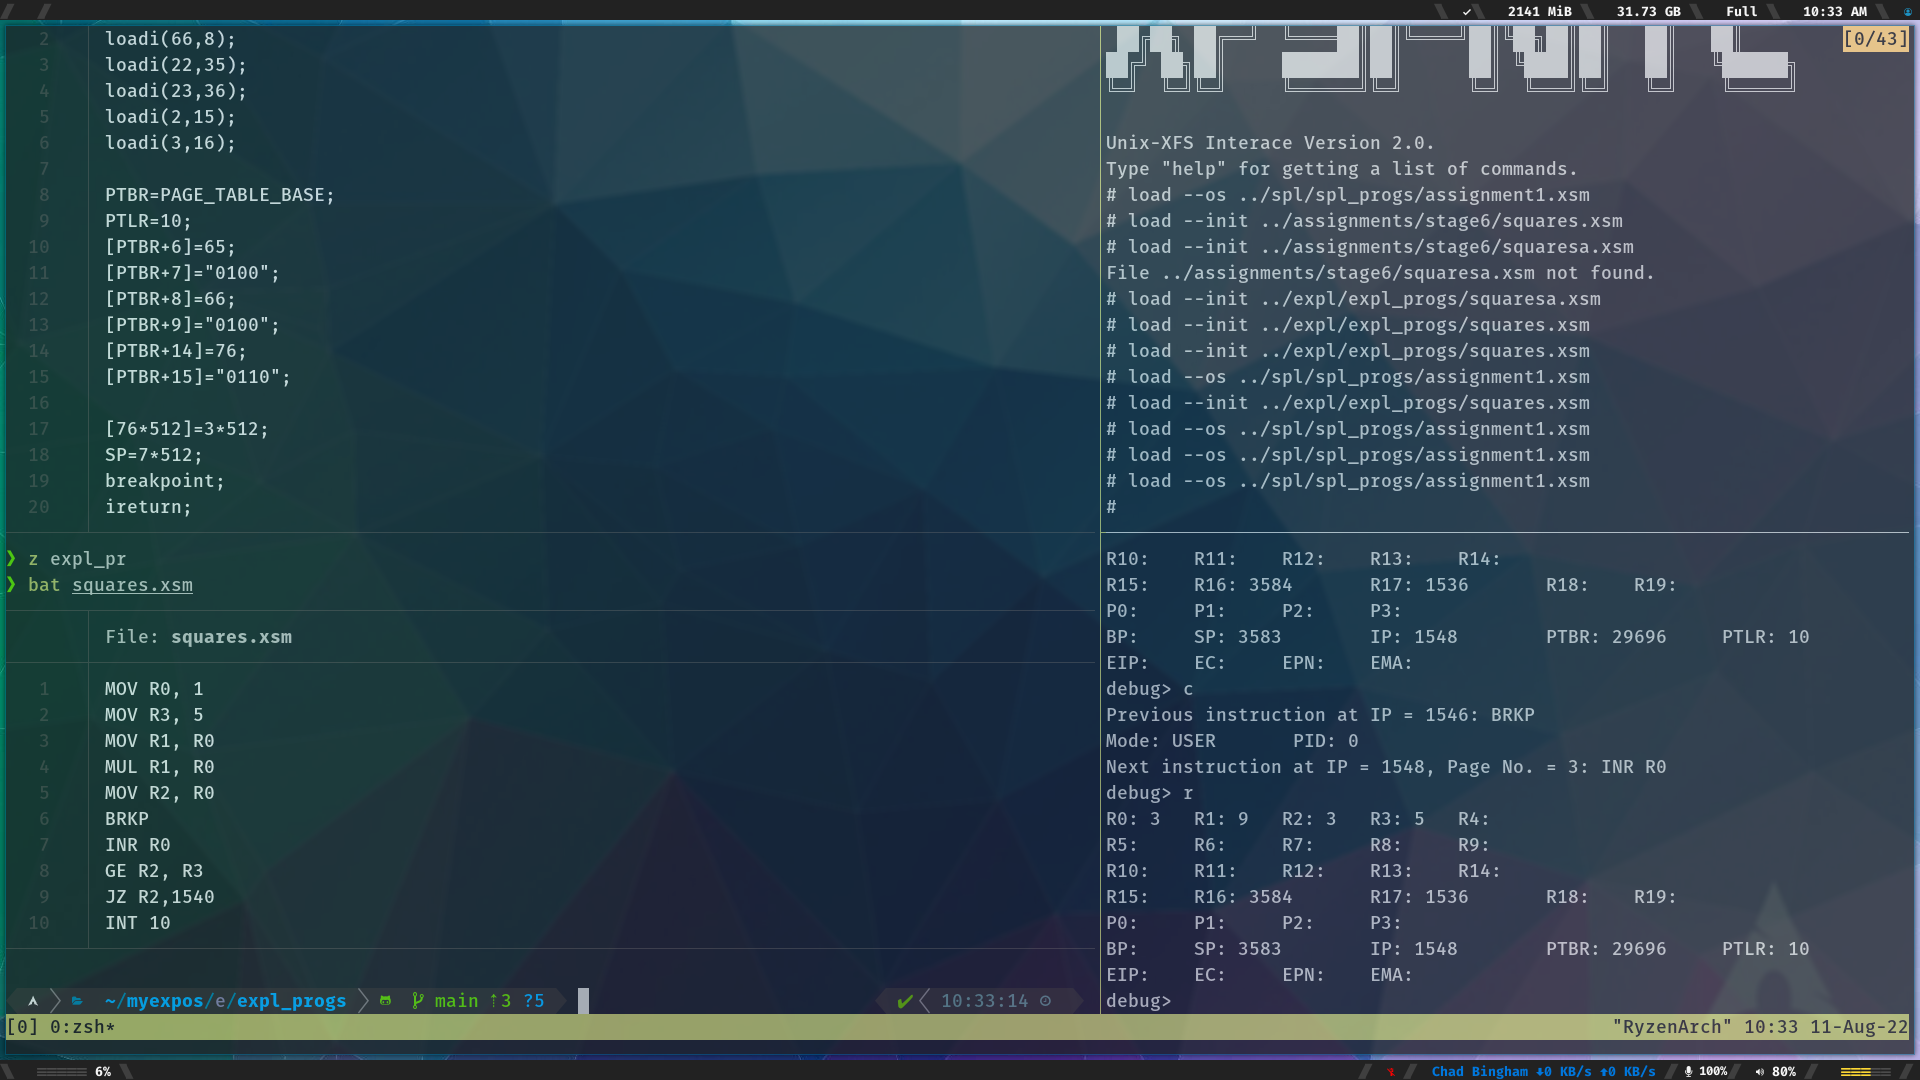 ✓ 2141 MiB 31.73 GB Full 10:33 AM
2 loadi(66,8);
3 loadi(22,35);
4 loadi(23,36);
5 loadi(2,15);
6 loadi(3,16);
7
8 PTBR=PAGE_TABLE_BASE;
9 PTLR=10;
10 [PTBR+6]=65;
11 [PTBR+7]="0100";
12 [PTBR+8]=66;
13 [PTBR+9]="0100";
14 [PTBR+14]=76;
15 [PTBR+15]="0110";
16
17 [76*512]=3*512;
18 SP=7*512;
19 breakpoint;
20 ireturn;
❯ z expl_pr
❯ bat squares.xsm
File: squares.xsm
1 MOV R0, 1
2 MOV R3, 5
3 MOV R1, R0
4 MUL R1, R0
5 MOV R2, R0
6 BRKP
7 INR R0
8 GE R2, R3
9 JZ R2,1540
10 INT 10
~/myexpos/e/expl_progs main ⇡3 ?5 ✔ 10:33:14
[0/43]
Unix-XFS Interace Version 2.0.
Type "help" for getting a list of commands.
# load --os ../spl/spl_progs/assignment1.xsm
# load --init ../assignments/stage6/squares.xsm
# load --init ../assignments/stage6/squaresa.xsm
File ../assignments/stage6/squaresa.xsm not found.
# load --init ../expl/expl_progs/squaresa.xsm
# load --init ../expl/expl_progs/squares.xsm
# load --init ../expl/expl_progs/squares.xsm
# load --os ../spl/spl_progs/assignment1.xsm
# load --init ../expl/expl_progs/squares.xsm
# load --os ../spl/spl_progs/assignment1.xsm
# load --os ../spl/spl_progs/assignment1.xsm
# load --os ../spl/spl_progs/assignment1.xsm
#
R10: R11: R12: R13: R14:
R15: R16: 3584 R17: 1536 R18: R19:
P0: P1: P2: P3:
BP: SP: 3583 IP: 1548 PTBR: 29696 PTLR: 10
EIP: EC: EPN: EMA:
debug> c
Previous instruction at IP = 1546: BRKP
Mode: USER PID: 0
Next instruction at IP = 1548, Page No. = 3: INR R0
debug> r
R0: 3 R1: 9 R2: 3 R3: 5 R4:
R5: R6: R7: R8: R9:
R10: R11: R12: R13: R14:
R15: R16: 3584 R17: 1536 R18: R19:
P0: P1: P2: P3:
BP: SP: 3583 IP: 1548 PTBR: 29696 PTLR: 10
EIP: EC: EPN: EMA:
debug>
[0] 0:zsh* "RyzenArch" 10:33 11-Aug-22
6% Chad Bingham 0 KB/s 0 KB/s 100% 80%